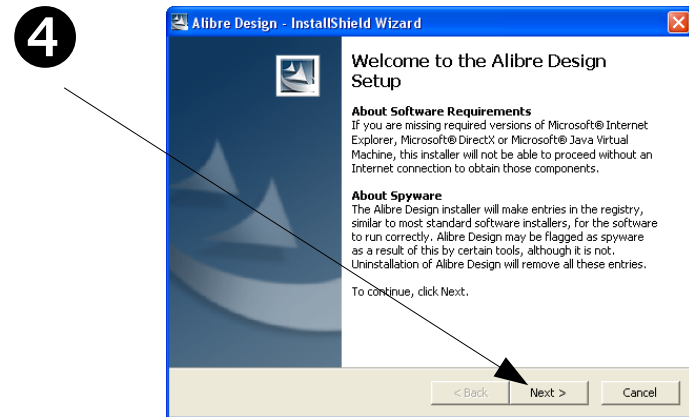 4
Alibre Design - InstallShield Wizard
Welcome to the Alibre Design
Setup
About Software Requirements
If you are missing required versions of Microsoft® Internet
Explorer, Microsoft® DirectX or Microsoft® Java Virtual
Machine, this installer will not be able to proceed without an
Internet connection to obtain those components.
About Spyware
The Alibre Design installer will make entries in the registry,
similar to most standard software installers, for the software
to run correctly. Alibre Design may be flagged as spyware
as a result of this by certain tools, although it is not.
Uninstallation of Alibre Design will remove all these entries.
To continue, click Next.
< Back Next > Cancel